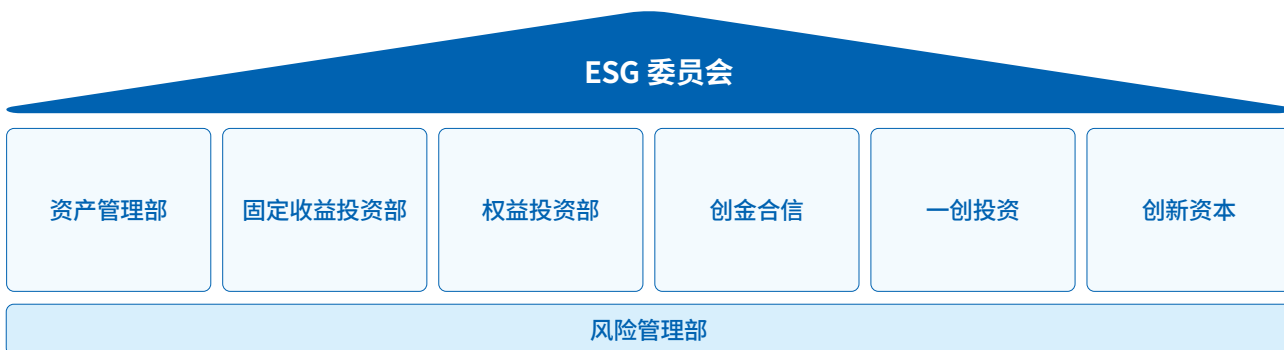 ESG 委员会
资产管理部
固定收益投资部
权益投资部
创金合信
一创投资
创新资本
风险管理部